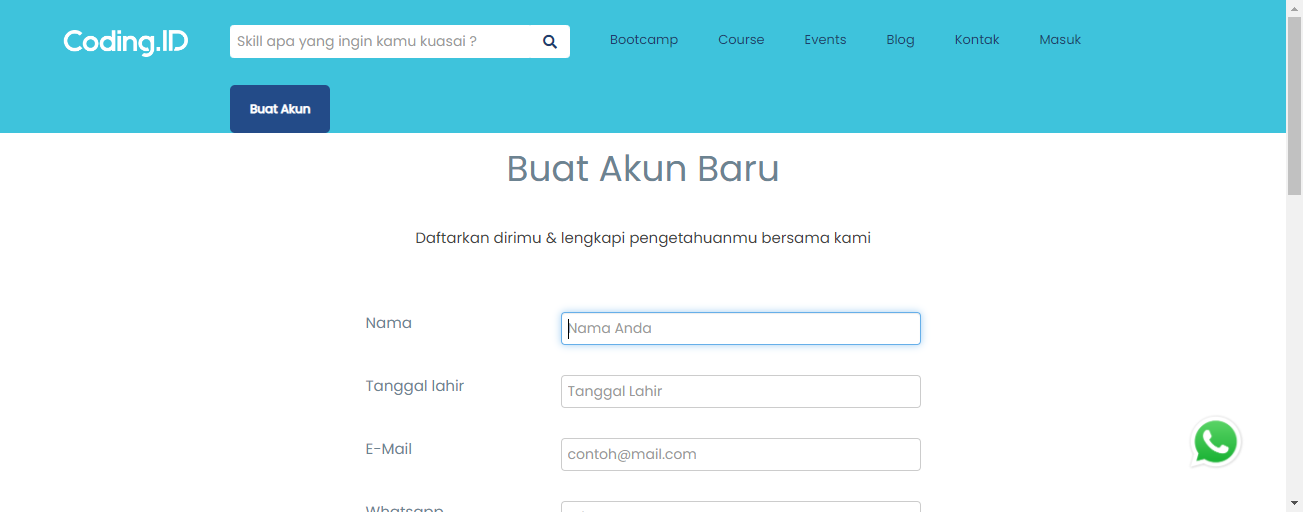 Coding.ID
Skill apa yang ingin kamu kuasai ?
Bootcamp Course Events Blog Kontak Masuk
Buat Akun
Buat Akun Baru
Daftarkan dirimu & lengkapi pengetahuanmu bersama kami
Nama
Nama Anda
Tanggal lahir
Tanggal Lahir
E-Mail
contoh@mail.com
Whatsapp